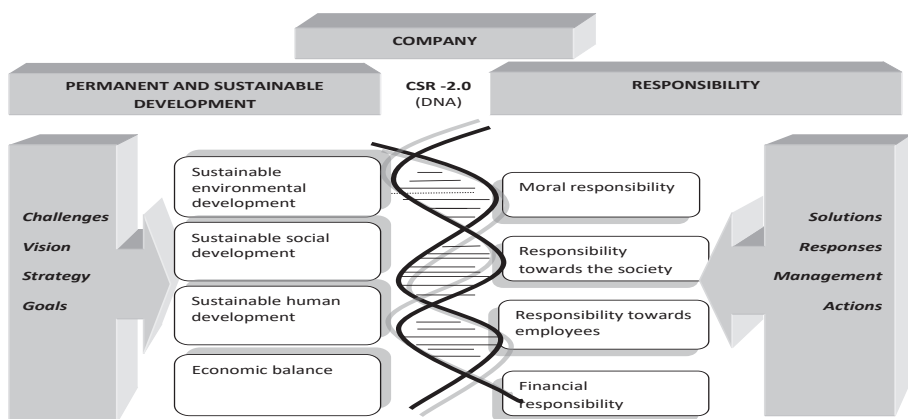 COMPANY
PERMANENT AND SUSTAINABLE
DEVELOPMENT
CSR -2.0
(DNA)
RESPONSIBILITY
Challenges
Vision
Strategy
Goals
Sustainable
environmental
development
Sustainable social
development
Sustainable human
development
Economic balance
Moral responsibility
Responsibility
towards the society
Responsibility towards
employees
Financial
responsibility
Solutions
Responses
Management
Actions